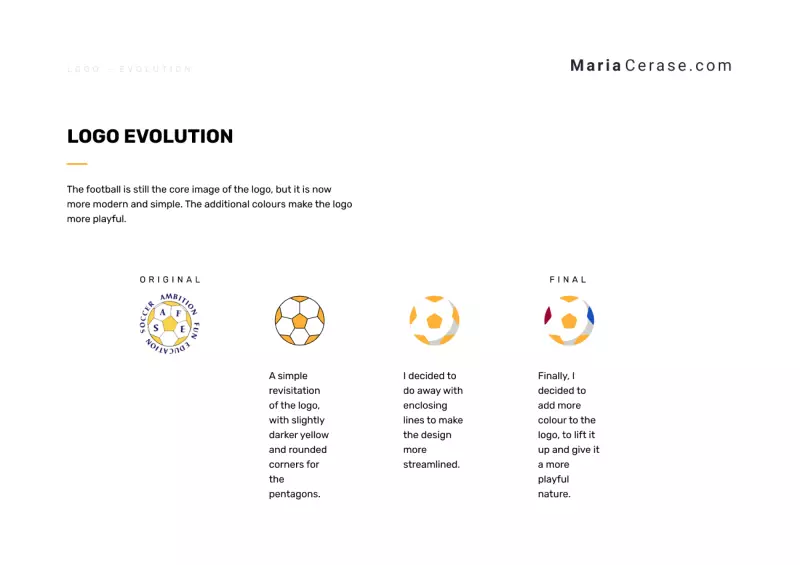 LOGO - EVOLUTION
MariaCerase.com
LOGO EVOLUTION
The football is still the core image of the logo, but it is now
more modern and simple. The additional colours make the logo
more playful.
ORIGINAL
SOCCER AMBITION FUN EDUCATION
A F
S E
A simple
revisitation
of the logo,
with slightly
darker yellow
and rounded
corners for
the
pentagons.
I decided to
do away with
enclosing
lines to make
the design
more
streamlined.
FINAL
Finally, I
decided to
add more
colour to the
logo, to lift it
up and give it
a more
playful
nature.